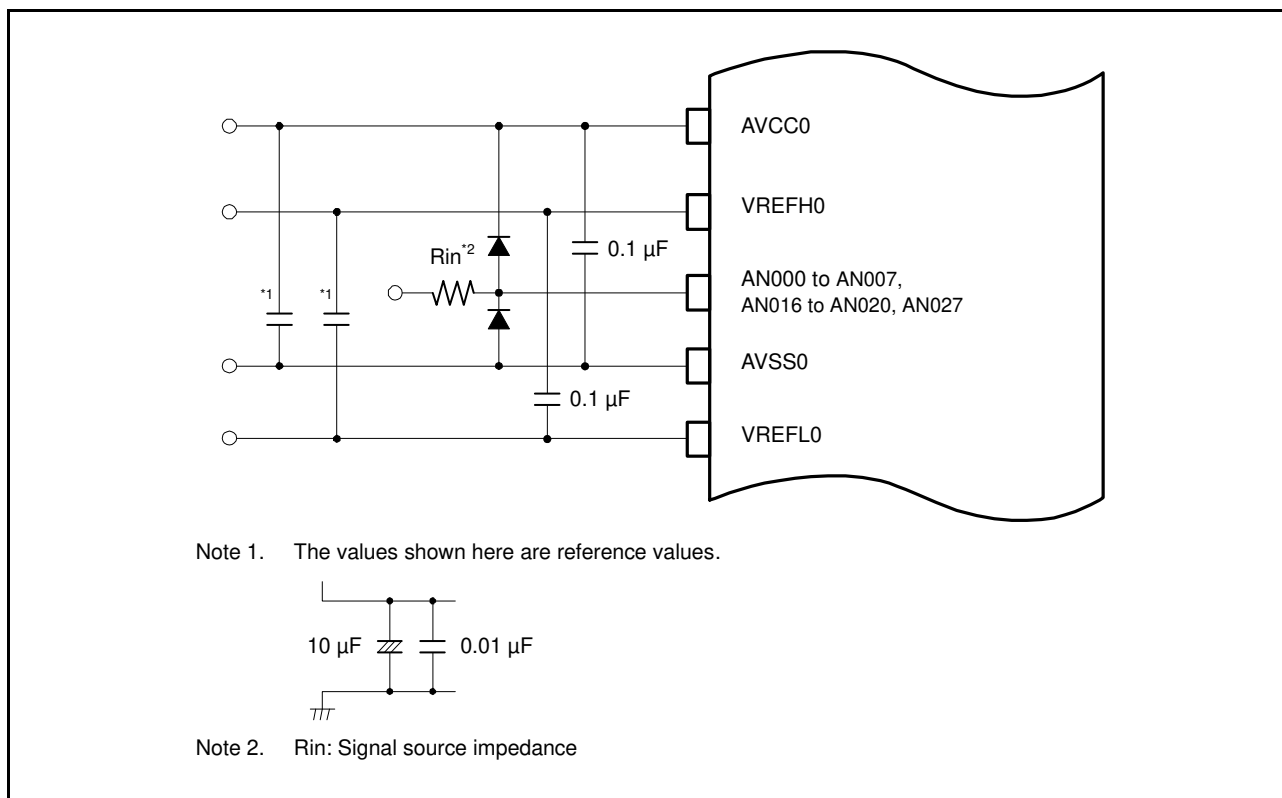 AVCC0
VREFH0
Rin*2
0.1 µF
AN000 to AN007,
AN016 to AN020, AN027
*1
*1
AVSS0
0.1 µF
VREFL0
Note 1. The values shown here are reference values.
10 µF
0.01 µF
Note 2. Rin: Signal source impedance